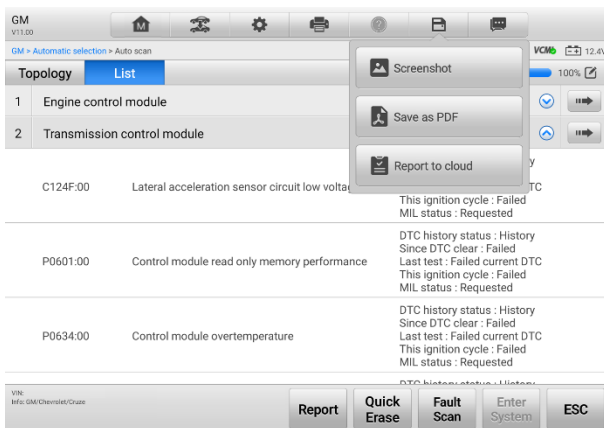 GM
V11.00
M
?
GM > Automatic selection > Auto scan
VCMI
12.4V
Topology
List
100%
Screenshot
Save as PDF
Report to cloud
1 Engine control module
2 Transmission control module
C124F:00 Lateral acceleration sensor circuit low
This ignition cycle : Failed
MIL status : Requested
P0601:00 Control module read only memory performance
DTC history status : History
Since DTC clear : Failed
Last test : Failed current DTC
This ignition cycle : Failed
MIL status : Requested
P0634:00 Control module overtemperature
DTC history status : History
Since DTC clear : Failed
Last test : Failed current DTC
This ignition cycle : Failed
MIL status : Requested
VIN:
Info: GM/Chevrolet/Cruze
Report
Quick Erase
Fault Scan
Enter System
ESC